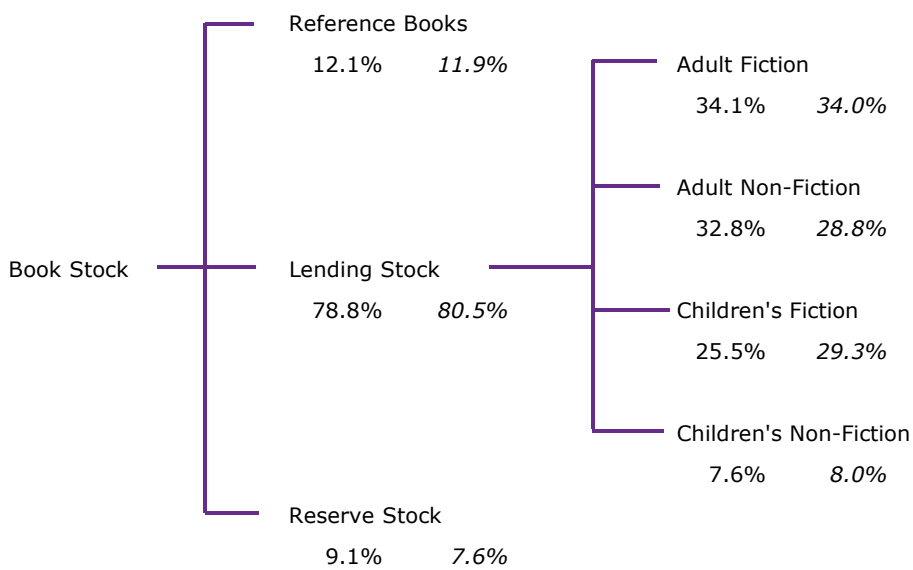 Reference Books
12.1% 11.9%
Adult Fiction
34.1% 34.0%
Adult Non-Fiction
32.8% 28.8%
Book Stock
Lending Stock
78.8% 80.5%
Children's Fiction
25.5% 29.3%
Children's Non-Fiction
7.6% 8.0%
Reserve Stock
9.1% 7.6%